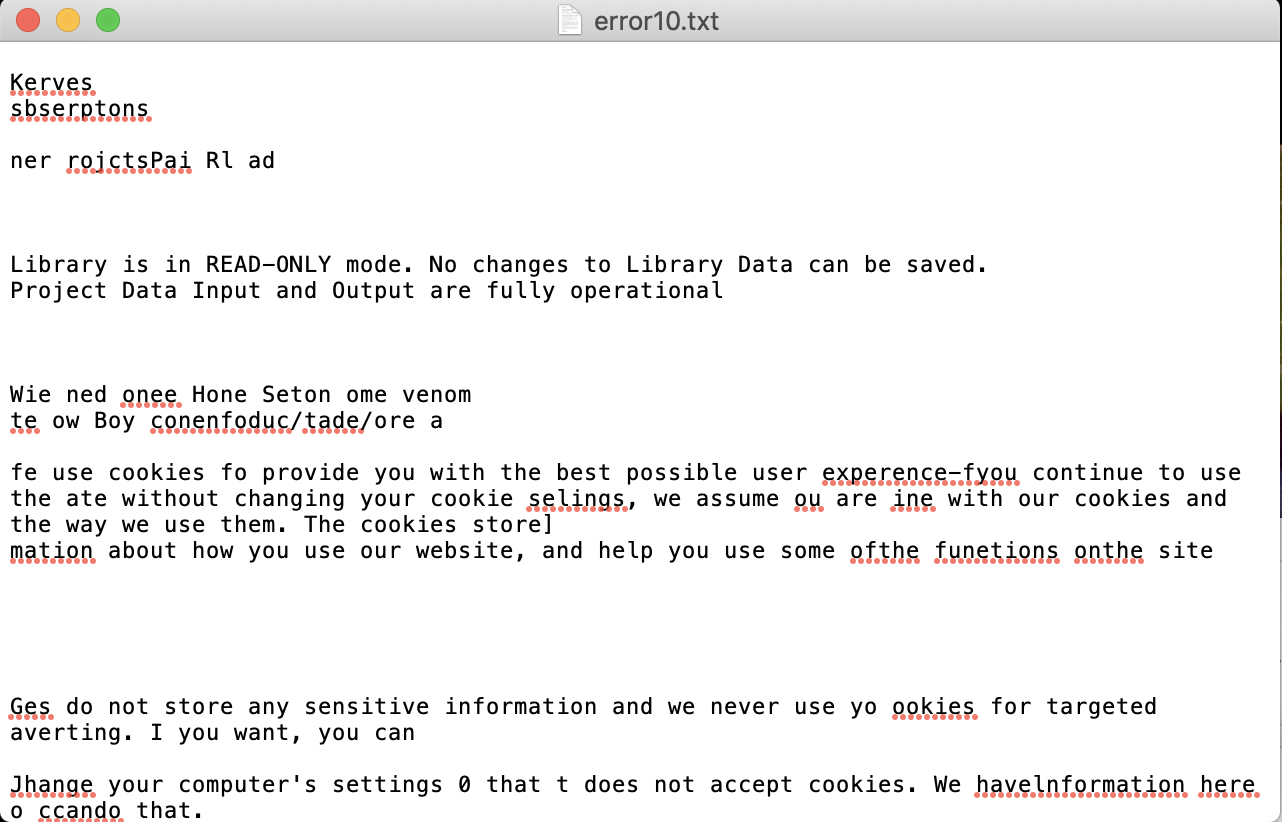 error10.txt
Kerves
sbserptons
ner rojctsPai Rl ad
Library is in READ-ONLY mode. No changes to Library Data can be saved.
Project Data Input and Output are fully operational
Wie ned onee Hone Seton ome venom
te ow Boy conenfoduc/tade/ore a
fe use cookies fo provide you with the best possible user experence-fyou continue to use
the ate without changing your cookie selings, we assume ou are ine with our cookies and
the way we use them. The cookies store]
mation about how you use our website, and help you use some ofthe funetions onthe site
Ges do not store any sensitive information and we never use yo ookies for targeted
averting. I you want, you can
Jhange your computer's settings 0 that t does not accept cookies. We havelnformation here
o ccando that.